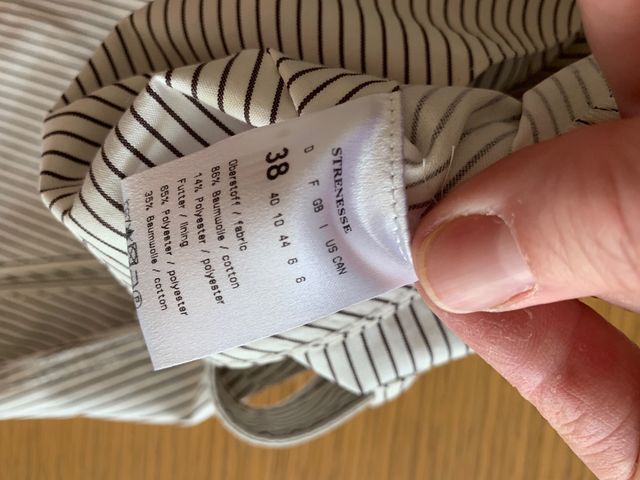 STRENESSE
D F GB I US CAN
38 40 10 44 6 6
Oberstoff / fabric
86% Baumwolle / cotton
14% Polyester / polyester
Futter / lining
65% Polyester / polyester
35% Baumwolle / cotton